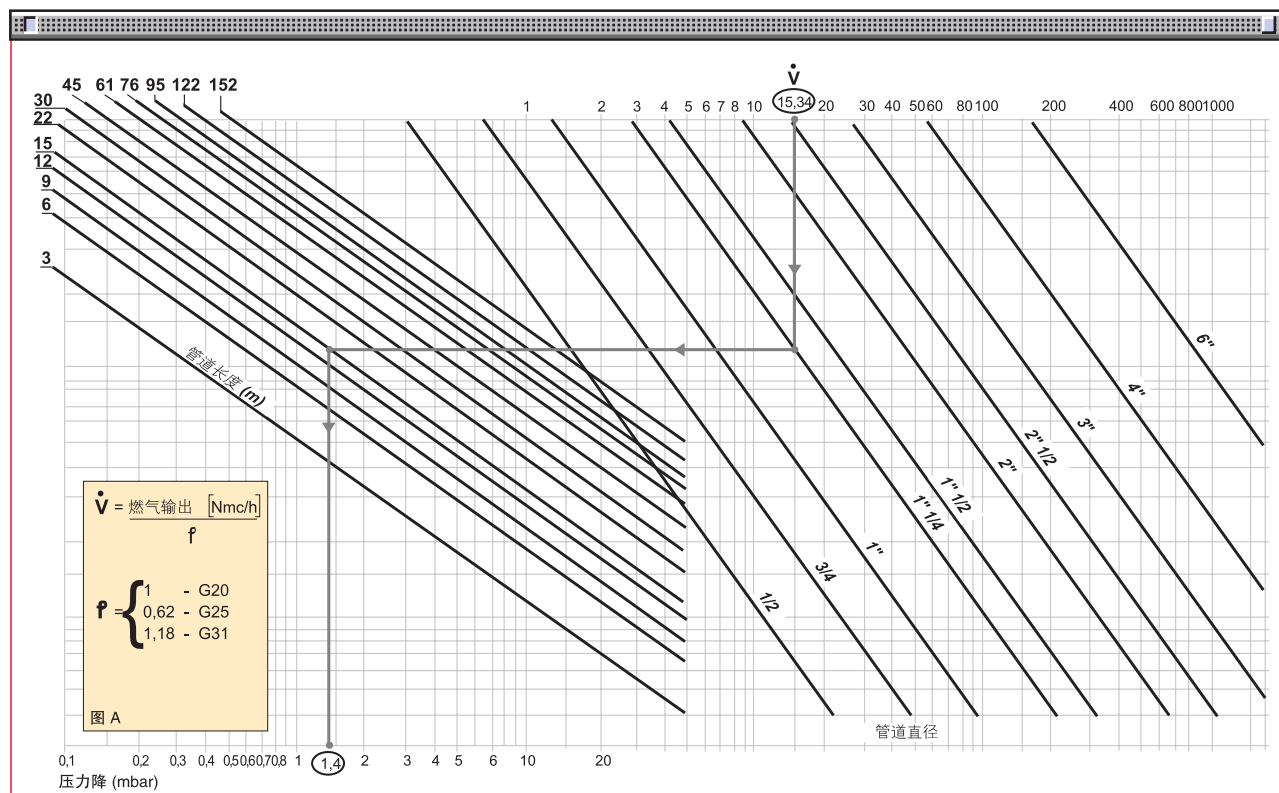 45 61 76 95 122 152
30
22
15
12
9
6
3
V̇
15,34
1 2 3 4 5 6 7 8 10 20 30 40 50 60 80 100 200 400 600 800 1000
管道长度 (m)
6"
4"
3"
2" 1/2
2"
1" 1/2
1" 1/4
1"
3/4
1/2
管道直径
V̇ = 燃气输出 [Nmc/h]
f
f = {
1 - G20
0,62 - G25
1,18 - G31
图 A
0,1 0,2 0,3 0,4 0,5 0,6 0,7 0,8 1 1,4 2 3 4 5 6 10 20
压力降 (mbar)